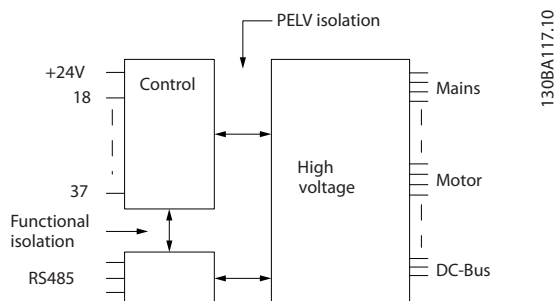 PELV isolation
+24V
18
37
Control
High
voltage
Mains
Motor
DC-Bus
Functional
isolation
RS485
130BA117.10